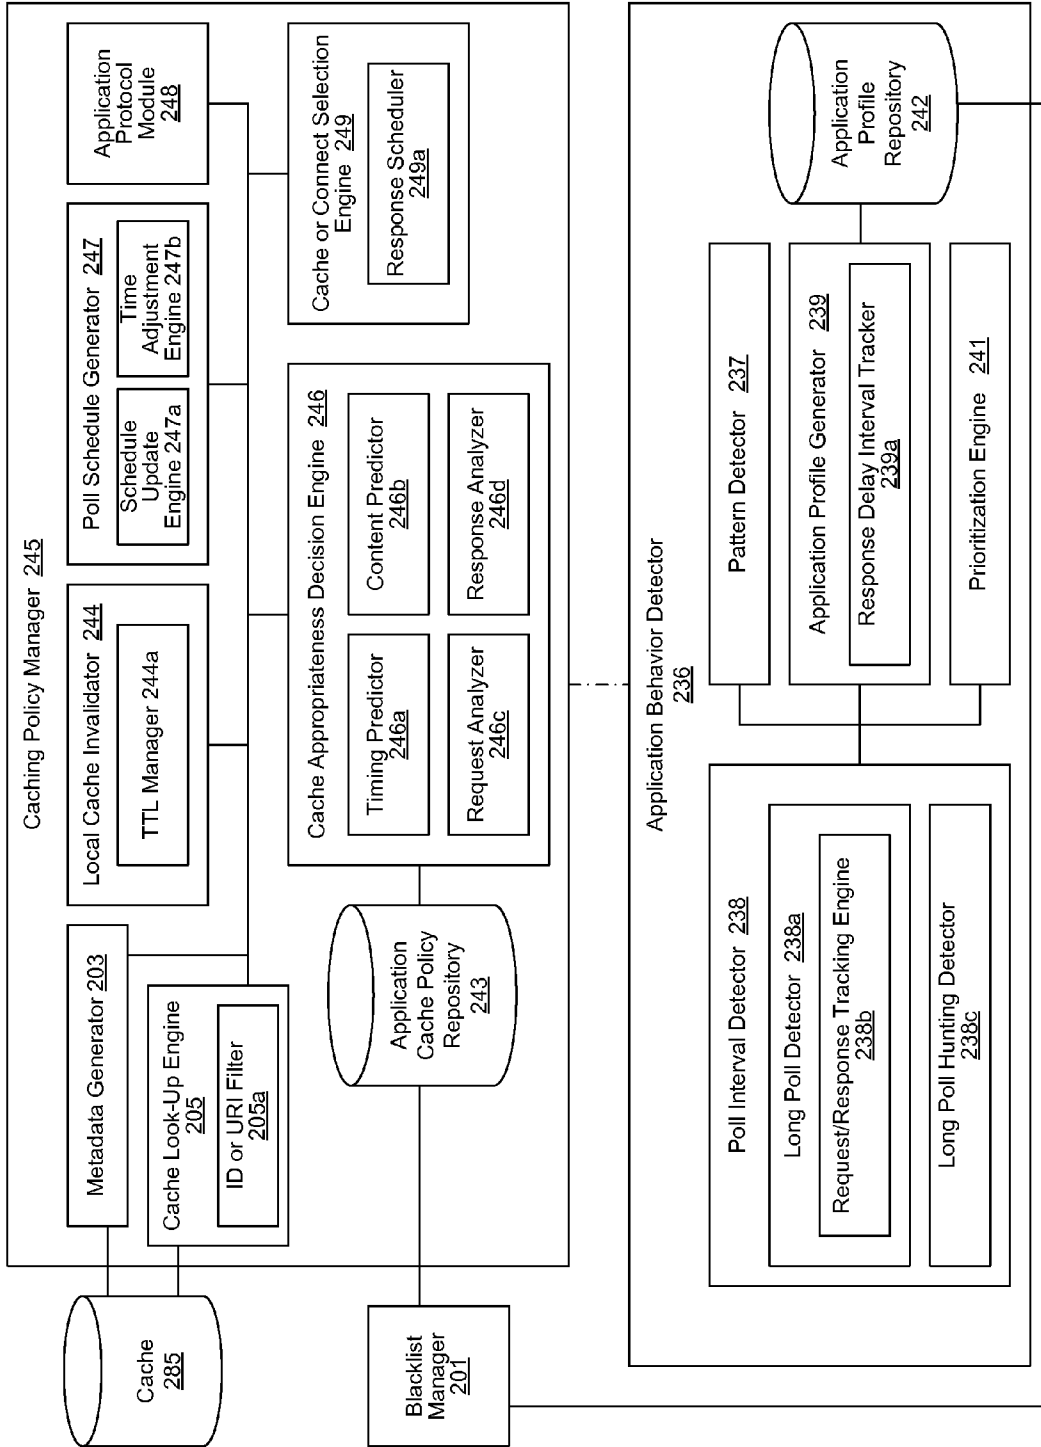 Caching Policy Manager 245
Cache
285
Metadata Generator 203
Cache Look-Up Engine
205
ID or URI Filter
205a
Local Cache Invalidator 244
TTL Manager 244a
Poll Schedule Generator 247
Schedule
Update
Engine 247a
Time
Adjustment
Engine 247b
Application
Protocol
Module
248
Blacklist
Manager
201
Application
Cache Policy
Repository
243
Cache Appropriateness Decision Engine 246
Timing Predictor
246a
Content Predictor
246b
Request Analyzer
246c
Response Analyzer
246d
Cache or Connect Selection
Engine 249
Response Scheduler
249a
Application Behavior Detector
236
Poll Interval Detector 238
Long Poll Detector 238a
Request/Response Tracking Engine
238b
Long Poll Hunting Detector
238c
Pattern Detector 237
Application Profile Generator 239
Response Delay Interval Tracker
239a
Prioritization Engine 241
Application
Profile
Repository
242